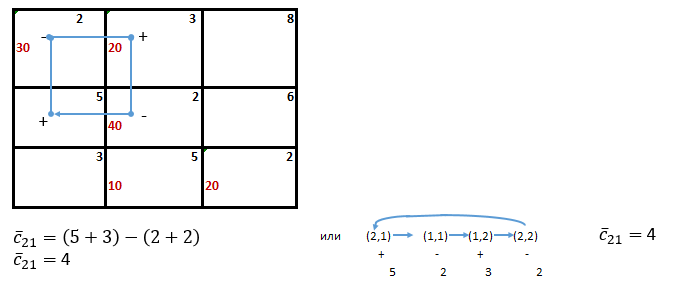 2 3 8
- +
30 20
5 2 6
+ 40 -
3 5 2
10 20
c̄₂₁ = (5 + 3) − (2 + 2)
c̄₂₁ = 4
или (2,1) (1,1) (1,2) (2,2) c̄₂₁ = 4
+ - + -
5 2 3 2